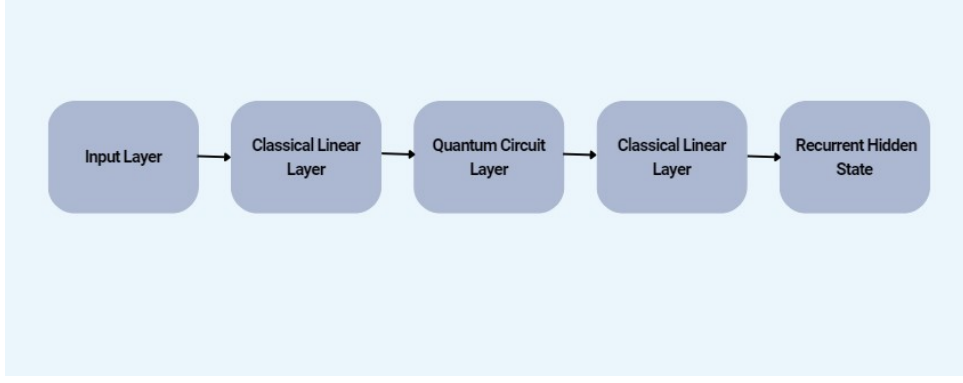 Input Layer
Classical Linear
Layer
Quantum Circuit
Layer
Classical Linear
Layer
Recurrent Hidden
State